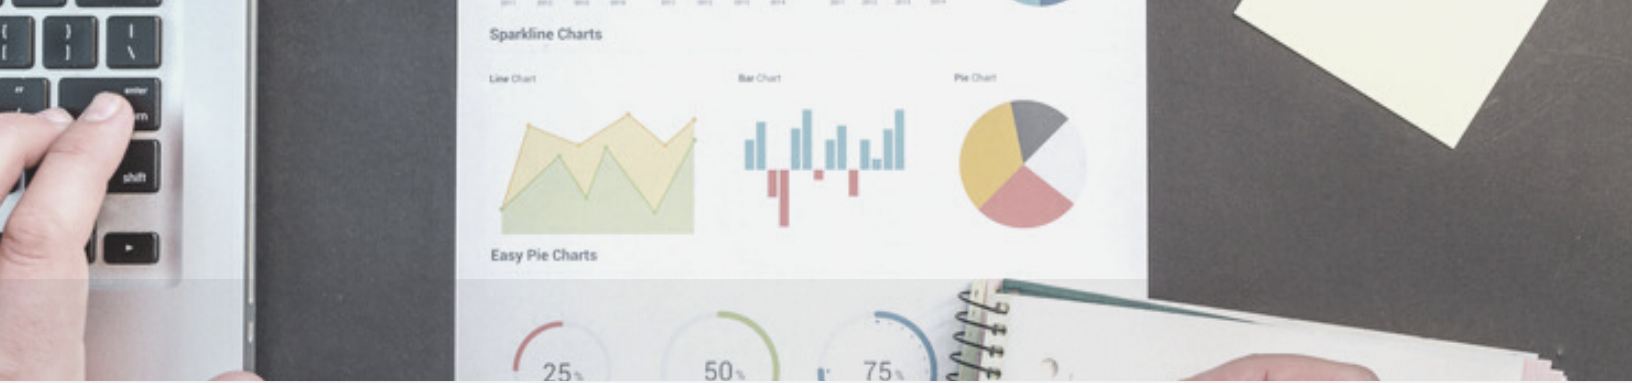 Sparkline Charts
Line Chart
Bar Chart
Pie Chart
enter
shift
Easy Pie Charts
25%
50%
75%